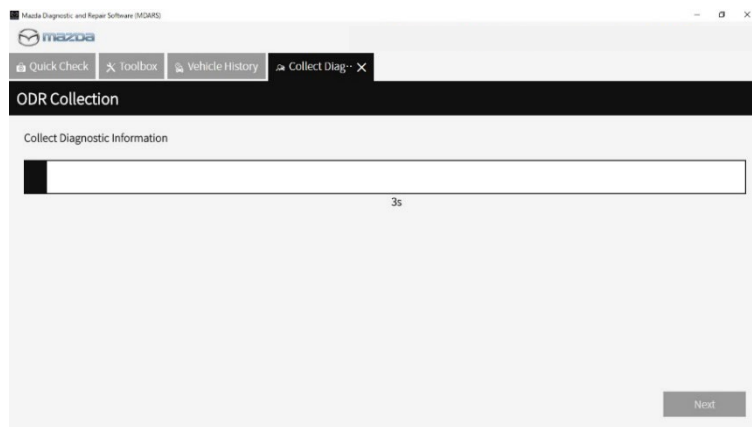 Mazda Diagnostic and Repair Software (MDARS)
mazda
Quick Check Toolbox Vehicle History Collect Diag··
ODR Collection
Collect Diagnostic Information
3s
Next